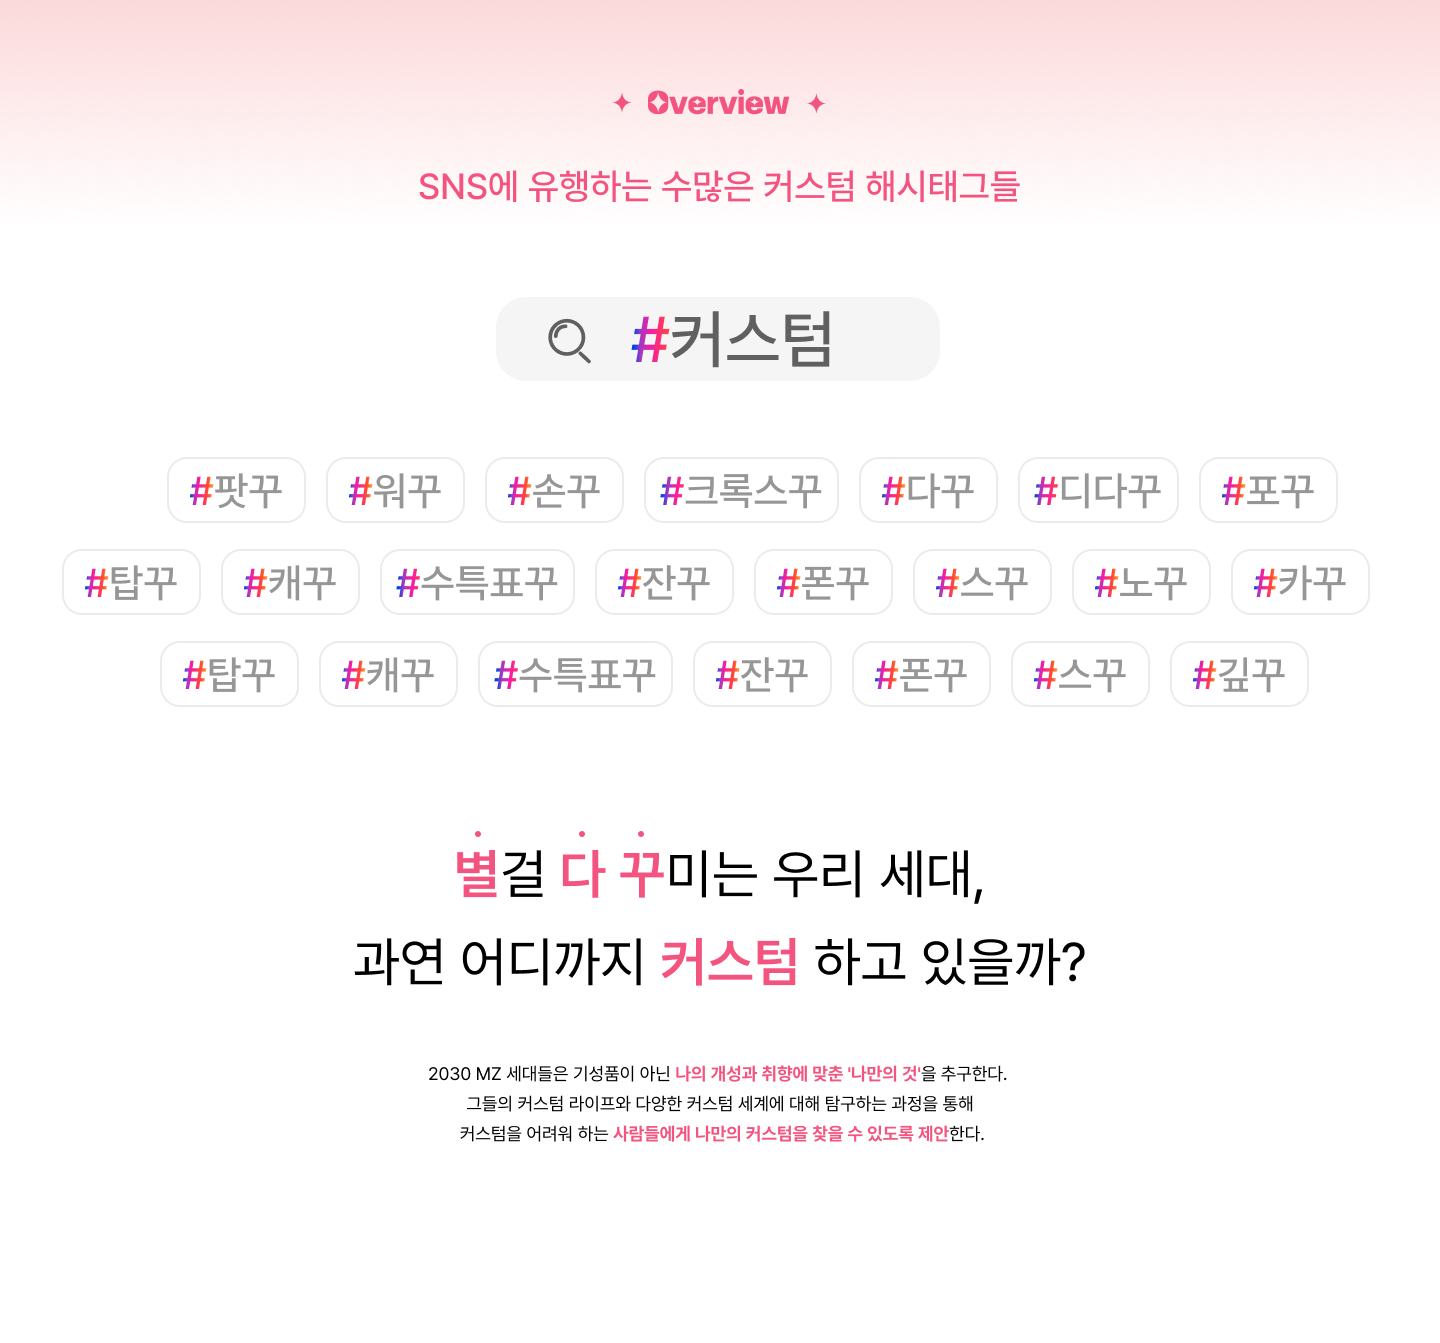 Overview
SNS에 유행하는 수많은 커스텀 해시태그들
#커스텀
#팟꾸 #워꾸 #손꾸 #크록스꾸 #다꾸 #디다꾸 #포꾸
#탑꾸 #캐꾸 #수특표꾸 #잔꾸 #폰꾸 #스꾸 #노꾸 #카꾸
#탑꾸 #캐꾸 #수특표꾸 #잔꾸 #폰꾸 #스꾸 #깊꾸
별걸 다 꾸미는 우리 세대,
과연 어디까지 커스텀 하고 있을까?
2030 MZ 세대들은 기성품이 아닌 나의 개성과 취향에 맞춘 '나만의 것'을 추구한다.
그들의 커스텀 라이프와 다양한 커스텀 세계에 대해 탐구하는 과정을 통해
커스텀을 어려워 하는 사람들에게 나만의 커스텀을 찾을 수 있도록 제안한다.